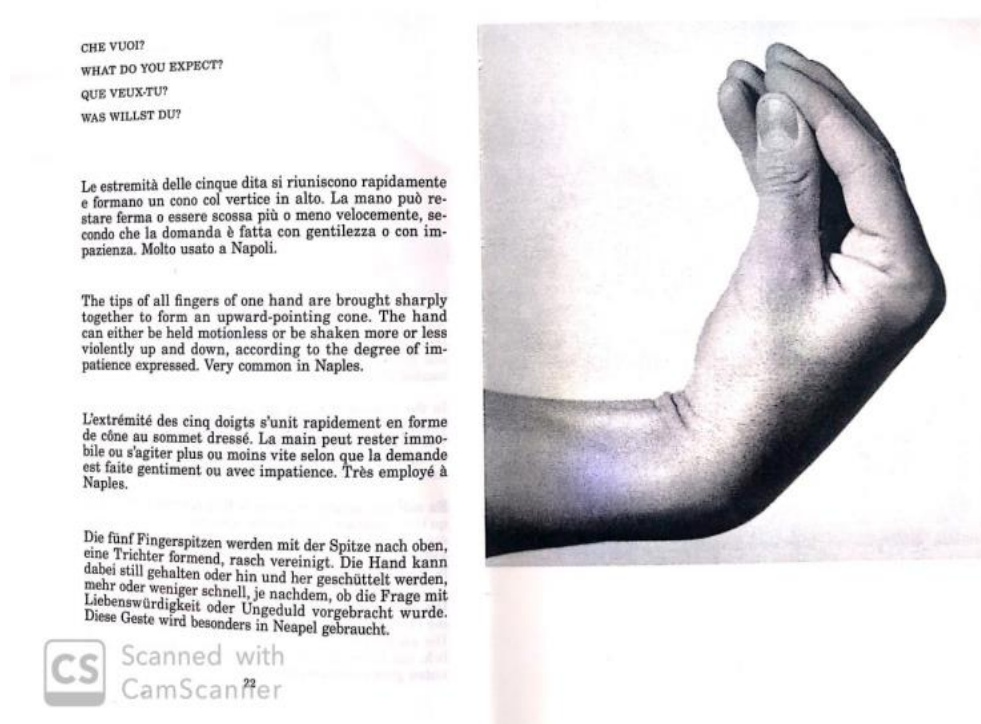 CHE VUOI?
WHAT DO YOU EXPECT?
QUE VEUX-TU?
WAS WILLST DU?
Le estremità delle cinque dita si riuniscono rapidamente
e formano un cono col vertice in alto. La mano può re-
stare ferma o essere scossa più o meno velocemente, se-
condo che la domanda è fatta con gentilezza o con im-
pazienza. Molto usato a Napoli.
The tips of all fingers of one hand are brought sharply
together to form an upward-pointing cone. The hand
can either be held motionless or be shaken more or less
violently up and down, according to the degree of im-
patience expressed. Very common in Naples.
L'extrémité des cinq doigts s'unit rapidement en forme
de cône au sommet dressé. La main peut rester immo-
bile ou s'agiter plus ou moins vite selon que la demande
est faite gentiment ou avec impatience. Très employé à
Naples.
Die fünf Fingerspitzen werden mit der Spitze nach oben,
eine Trichter formend, rasch vereinigt. Die Hand kann
dabei still gehalten oder hin und her geschüttelt werden,
mehr oder weniger schnell, je nachdem, ob die Frage mit
Liebenswürdigkeit oder Ungeduld vorgebracht wurde.
Diese Geste wird besonders in Neapel gebraucht.
22
CS
Scanned with
CamScanner